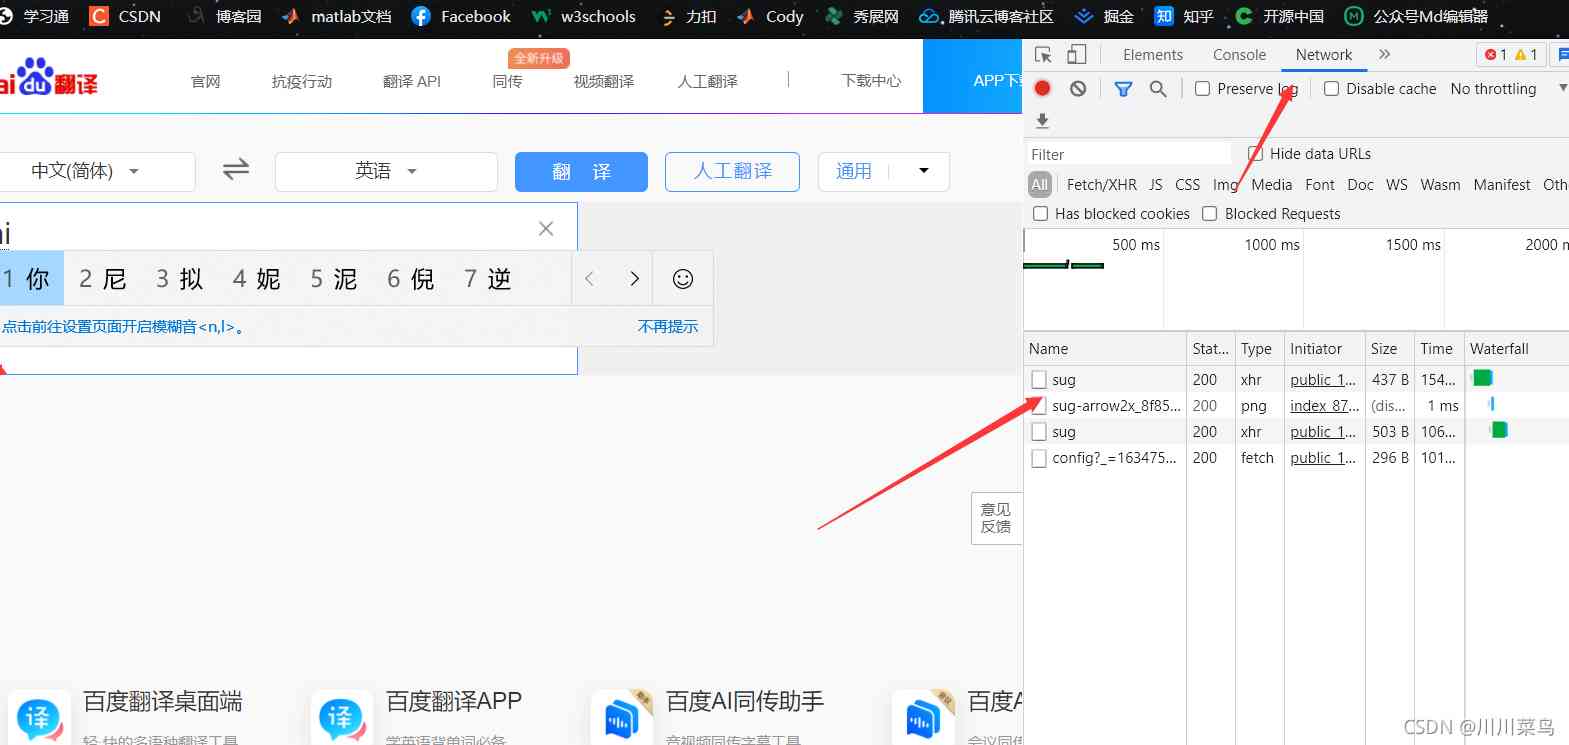 学习通 CSDN 博客园 matlab文档 Facebook w3schools 力扣 Cody 秀展网 腾讯云博客社区 掘金 知 知乎 开源中国 公众号Md编辑器
ai du 翻译 官网 抗疫行动 翻译 API 同传 全新升级 视频翻译 人工翻译 下载中心 APP下
中文(简体) 英语 翻 译 人工翻译 通用
ni
1 你 2 尼 3 拟 4 妮 5 泥 6 倪 7 逆
点击前往设置页面开启模糊音<n,l>。 不再提示
意见
反馈
译 百度翻译桌面端 译 百度翻译APP 百度AI同传助手 百度A
轻·快的多语种翻译工具 学英语背单词必备 音视频同传字幕工具 会议同传
Elements Console Network 1 1
Preserve log Disable cache No throttling
Filter Hide data URLs
All Fetch/XHR JS CSS Img Media Font Doc WS Wasm Manifest Oth
Has blocked cookies Blocked Requests
500 ms 1000 ms 1500 ms 2000 m
Name Stat... Type Initiator Size Time Waterfall
sug 200 xhr public_1... 437 B 154...
sug-arrow2x_8f85... 200 png index_87... (dis... 1 ms
sug 200 xhr public_1... 503 B 106...
config?_=163475... 200 fetch public_1... 296 B 101...
CSDN @川川菜鸟